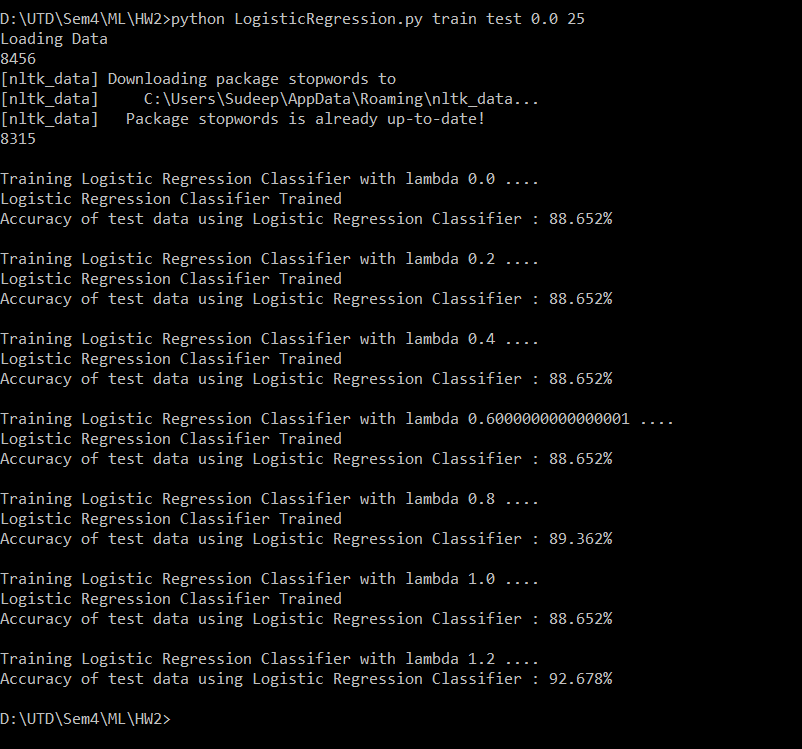 D:\UTD\Sem4\ML\HW2>python LogisticRegression.py train test 0.0 25
Loading Data
8456
[nltk_data] Downloading package stopwords to
[nltk_data]     C:\Users\Sudeep\AppData\Roaming\nltk_data...
[nltk_data]   Package stopwords is already up-to-date!
8315
Training Logistic Regression Classifier with lambda 0.0 ....
Logistic Regression Classifier Trained
Accuracy of test data using Logistic Regression Classifier : 88.652%
Training Logistic Regression Classifier with lambda 0.2 ....
Logistic Regression Classifier Trained
Accuracy of test data using Logistic Regression Classifier : 88.652%
Training Logistic Regression Classifier with lambda 0.4 ....
Logistic Regression Classifier Trained
Accuracy of test data using Logistic Regression Classifier : 88.652%
Training Logistic Regression Classifier with lambda 0.6000000000000001 ....
Logistic Regression Classifier Trained
Accuracy of test data using Logistic Regression Classifier : 88.652%
Training Logistic Regression Classifier with lambda 0.8 ....
Logistic Regression Classifier Trained
Accuracy of test data using Logistic Regression Classifier : 89.362%
Training Logistic Regression Classifier with lambda 1.0 ....
Logistic Regression Classifier Trained
Accuracy of test data using Logistic Regression Classifier : 88.652%
Training Logistic Regression Classifier with lambda 1.2 ....
Accuracy of test data using Logistic Regression Classifier : 92.678%
D:\UTD\Sem4\ML\HW2>